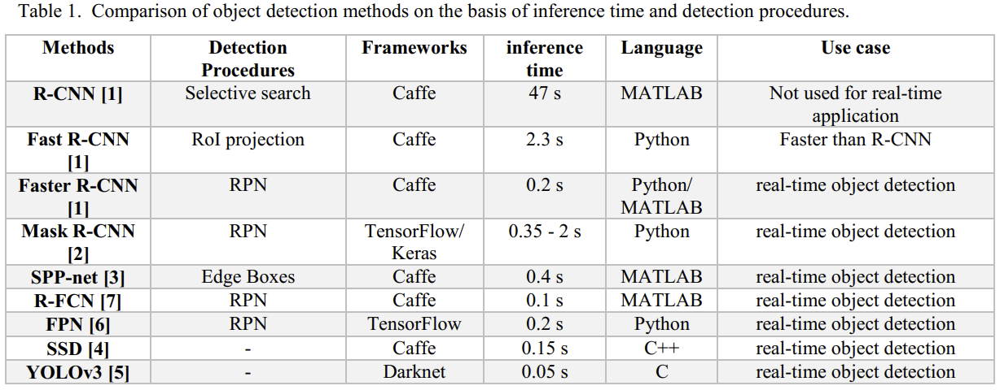 Table 1. Comparison of object detection methods on the basis of inference time and detection procedures.
Methods Detection Procedures Frameworks inference time Language Use case
R-CNN [1] Selective search Caffe 47 s MATLAB Not used for real-time application
Fast R-CNN [1] RoI projection Caffe 2.3 s Python Faster than R-CNN
Faster R-CNN [1] RPN Caffe 0.2 s Python/ MATLAB real-time object detection
Mask R-CNN [2] RPN TensorFlow/ Keras 0.35 - 2 s Python real-time object detection
SPP-net [3] Edge Boxes Caffe 0.4 s MATLAB real-time object detection
R-FCN [7] RPN Caffe 0.1 s MATLAB real-time object detection
FPN [6] RPN TensorFlow 0.2 s Python real-time object detection
SSD [4] - Caffe 0.15 s C++ real-time object detection
YOLOv3 [5] - Darknet 0.05 s C real-time object detection